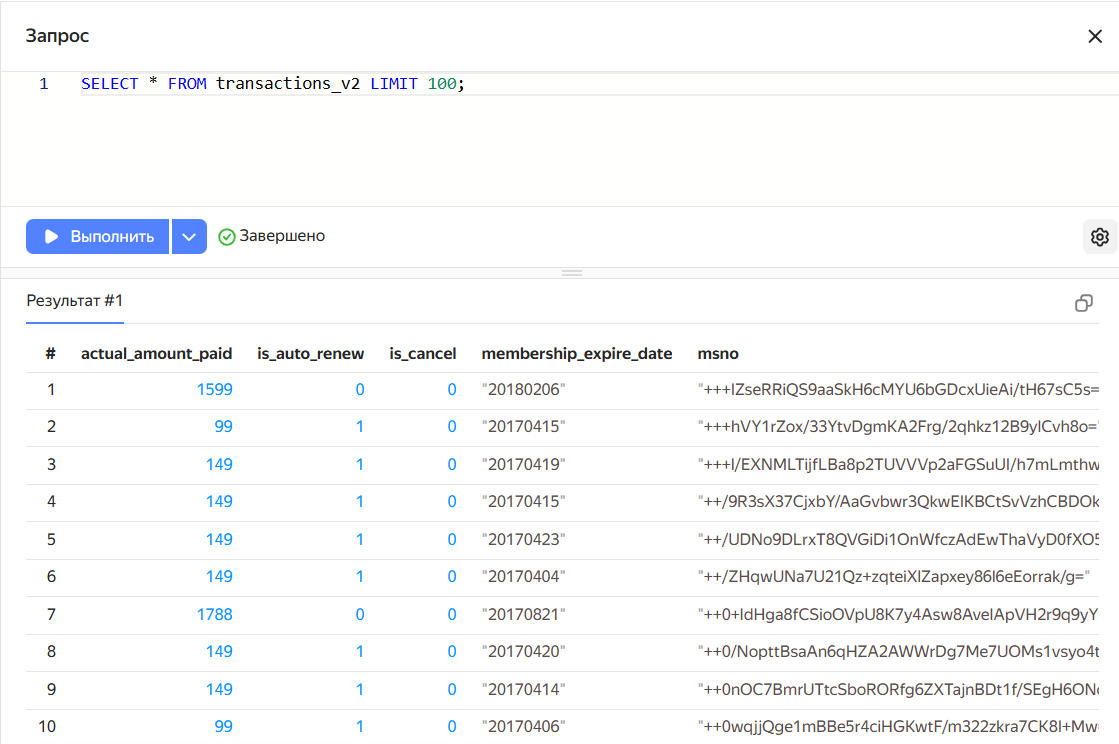 Запрос
1 SELECT * FROM transactions_v2 LIMIT 100;
Выполнить Завершено
Результат #1
# actual_amount_paid is_auto_renew is_cancel membership_expire_date msno
1 1599 0 0 "20180206" "+++lZseRRiQS9aaSkH6cMYU6bGDcxUieAi/tH67sC5s=
2 99 1 0 "20170415" "+++hVY1rZox/33YtvDgmKA2Frg/2qhkz12B9ylCvh8o="
3 149 1 0 "20170419" "+++l/EXNMLTijfLBa8p2TUVVVp2aFGSuUI/h7mLmthw
4 149 1 0 "20170415" "++/9R3sX37CjxbY/AaGvbwr3QkwEIKBCtSvVzhCBDOk
5 149 1 0 "20170423" "++/UDNo9DLrxT8QVGiDi1OnWfczAdEwThaVyD0fXO5
6 149 1 0 "20170404" "++/ZHqwUNa7U21Qz+zqteiXlZapxey86l6eEorrak/g="
7 1788 0 0 "20170821" "++0+IdHga8fCSioOVpU8K7y4Asw8AveIApVH2r9q9yY
8 149 1 0 "20170420" "++0/NopttBsaAn6qHZA2AWWrDg7Me7UOMs1vsyo4t
9 149 1 0 "20170414" "++0nOC7BmrUTtcSboRORfg6ZXTajnBDt1f/SEgH6ONo
10 99 1 0 "20170406" "++0wqjjQge1mBBe5r4ciHGKwtF/m322zkra7CK8I+Mw